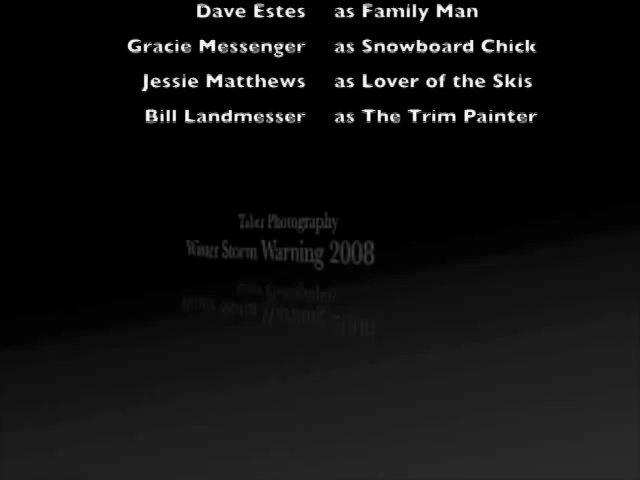 Dave Estes as Family Man
Gracie Messenger as Snowboard Chick
Jessie Matthews as Lover of the Skis
Bill Landmesser as The Trim Painter
Taber Photography
Winter Storm Warning 2008